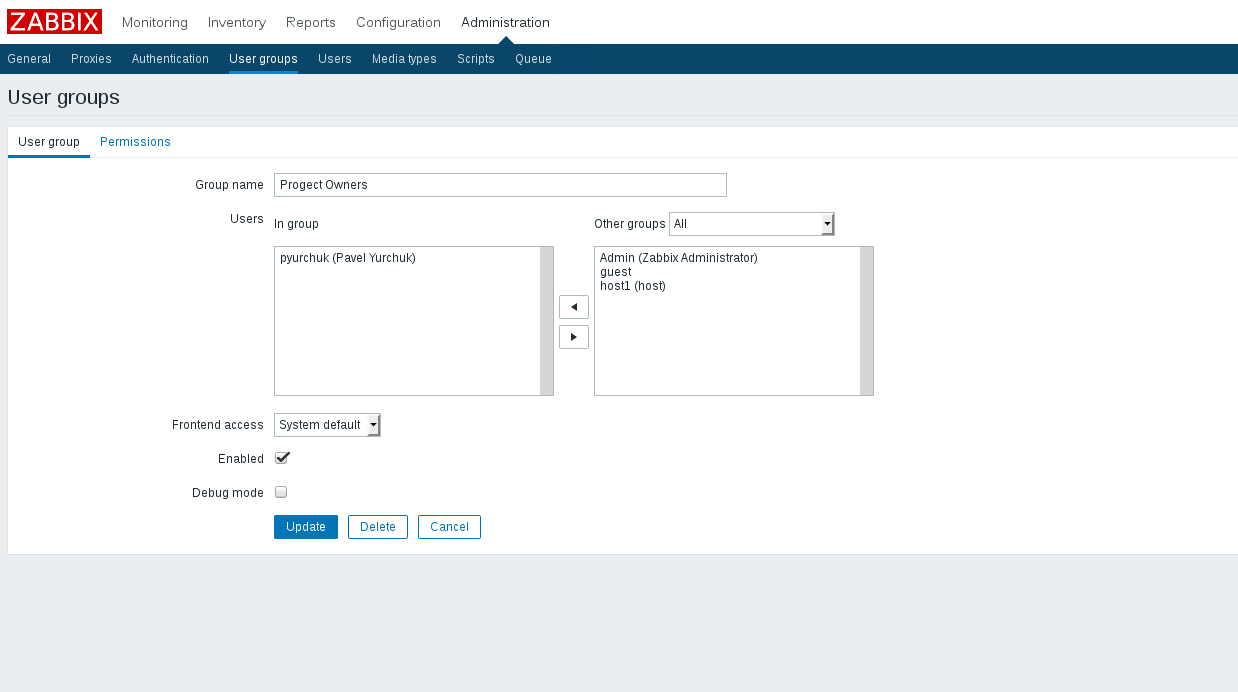 ZABBIX Monitoring Inventory Reports Configuration Administration
General Proxies Authentication User groups Users Media types Scripts Queue
User groups
User group Permissions
Group name Progect Owners
Users In group Other groups All
pyurchuk (Pavel Yurchuk)
Admin (Zabbix Administrator)
guest
host1 (host)
Frontend access System default
Enabled
Debug mode
Update Delete Cancel